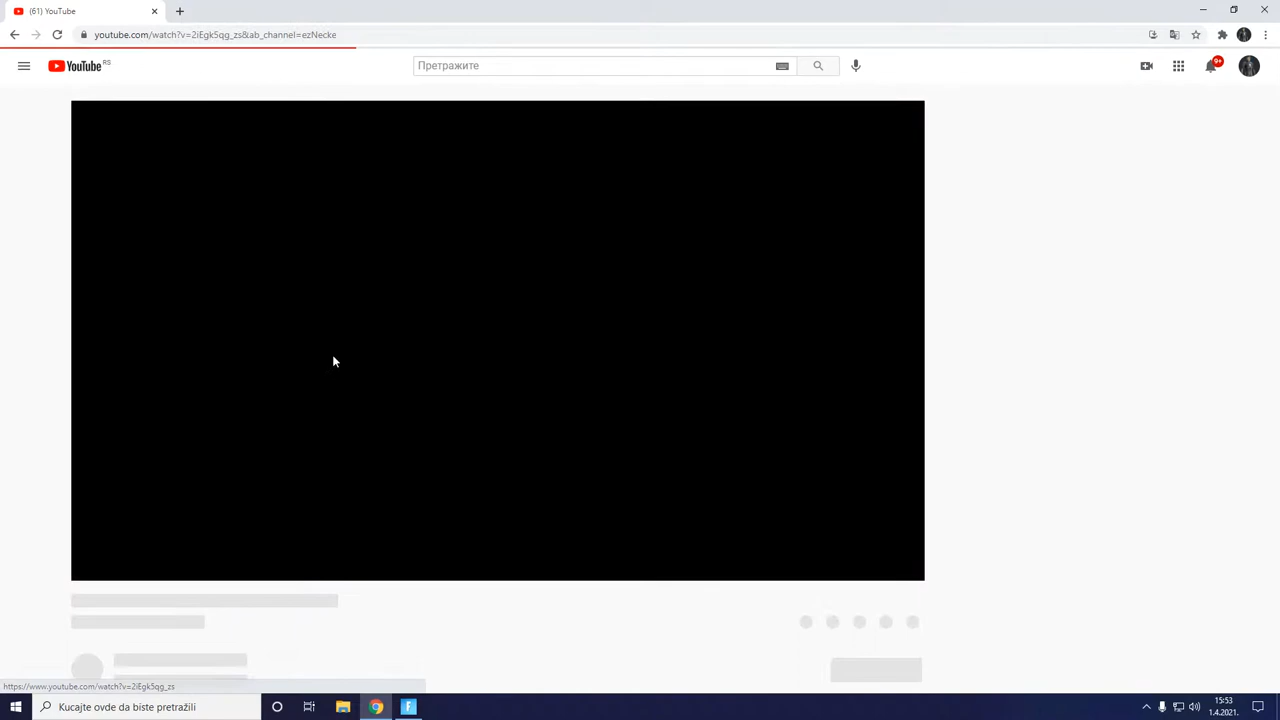 (61) YouTube
youtube.com/watch?v=2iEgk5qg_zs&ab_channel=ezNecke
YouTube RS
Претражите
9+
https://www.youtube.com/watch?v=2iEgk5qg_zs
Kucajte ovde da biste pretražili
15:53
1.4.2021.